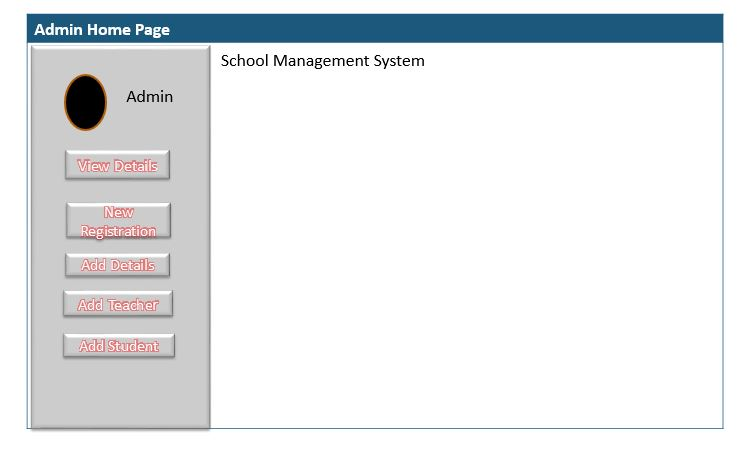 Admin Home Page
School Management System
Admin
View Details
New
Registration
Add Details
Add Teacher
Add Student